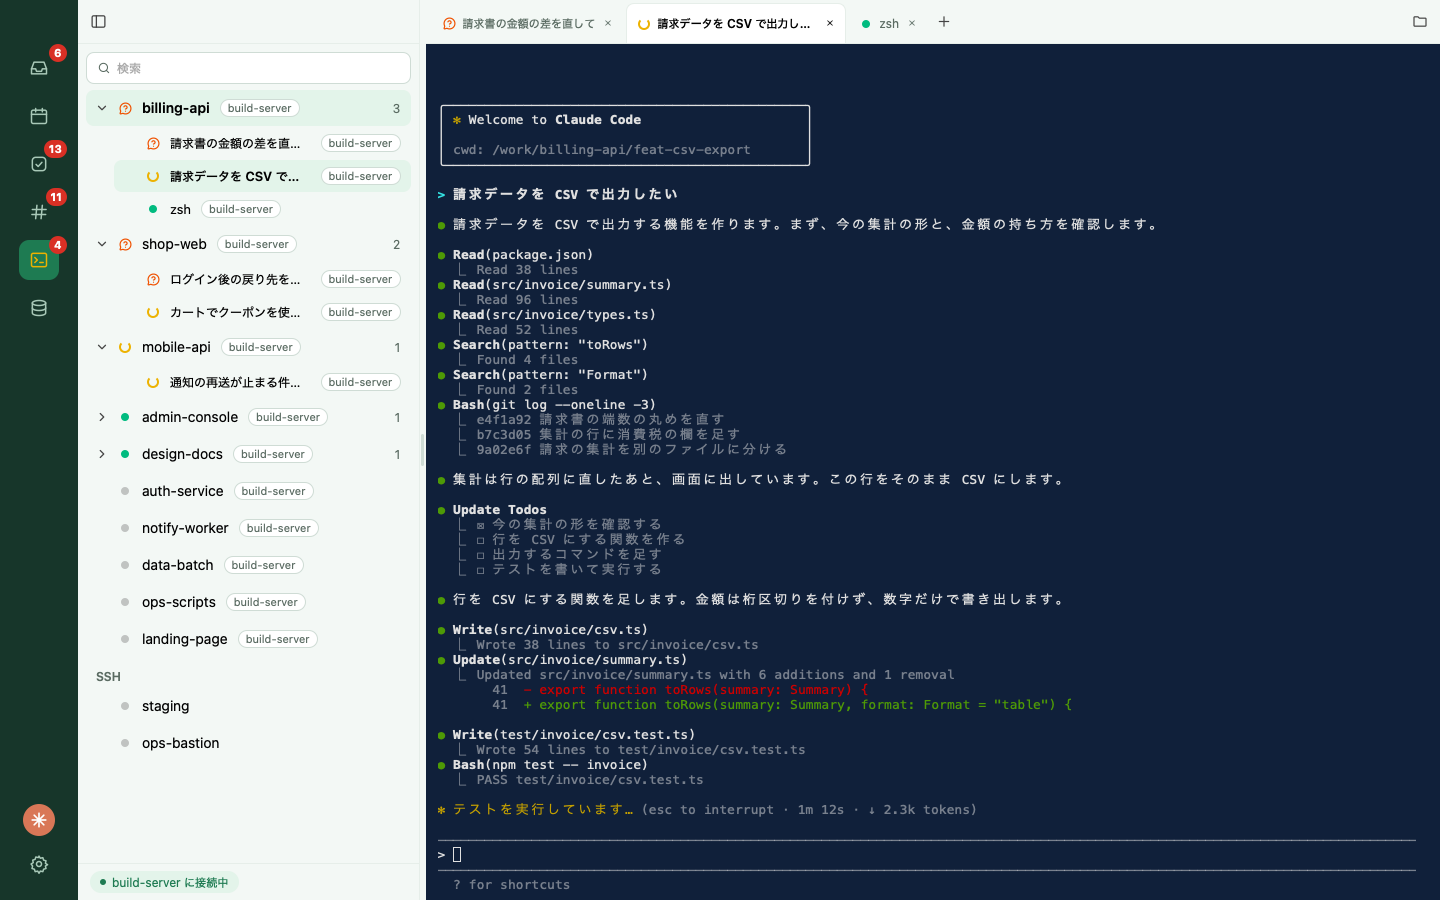 6
13
11
4
検索
billing-api build-server 3
請求書の金額の差を直... build-server
請求データを CSV で... build-server
zsh build-server
shop-web build-server 2
ログイン後の戻り先を... build-server
カートでクーポンを使... build-server
mobile-api build-server 1
通知の再送が止まる件... build-server
admin-console build-server 1
design-docs build-server 1
auth-service build-server
notify-worker build-server
data-batch build-server
ops-scripts build-server
landing-page build-server
SSH
staging
ops-bastion
build-server に接続中
請求書の金額の差を直して ×
請求データを CSV で出力し... ×
zsh ×
+
✻ Welcome to Claude Code
cwd: /work/billing-api/feat-csv-export
> 請求データを CSV で出力したい
● 請求データを CSV で出力する機能を作ります。まず、今の集計の形と、金額の持ち方を確認します。
● Read(package.json)
⎿ Read 38 lines
● Read(src/invoice/summary.ts)
⎿ Read 96 lines
● Read(src/invoice/types.ts)
⎿ Read 52 lines
● Search(pattern: "toRows")
⎿ Found 4 files
● Search(pattern: "Format")
⎿ Found 2 files
● Bash(git log --oneline -3)
⎿ e4f1a92 請求書の端数の丸めを直す
⎿ b7c3d05 集計の行に消費税の欄を足す
⎿ 9a02e6f 請求の集計を別のファイルに分ける
● 集計は行の配列に直したあと、画面に出しています。この行をそのまま CSV にします。
● Update Todos
⎿ ☒ 今の集計の形を確認する
⎿ ☐ 行を CSV にする関数を作る
⎿ ☐ 出力するコマンドを足す
⎿ ☐ テストを書いて実行する
● 行を CSV にする関数を足します。金額は桁区切りを付けず、数字だけで書き出します。
● Write(src/invoice/csv.ts)
⎿ Wrote 38 lines to src/invoice/csv.ts
● Update(src/invoice/summary.ts)
⎿ Updated src/invoice/summary.ts with 6 additions and 1 removal
41 - export function toRows(summary: Summary) {
41 + export function toRows(summary: Summary, format: Format = "table") {
● Write(test/invoice/csv.test.ts)
⎿ Wrote 54 lines to test/invoice/csv.test.ts
● Bash(npm test -- invoice)
⎿ PASS test/invoice/csv.test.ts
✻ テストを実行しています… (esc to interrupt · 1m 12s · ↓ 2.3k tokens)
>
? for shortcuts